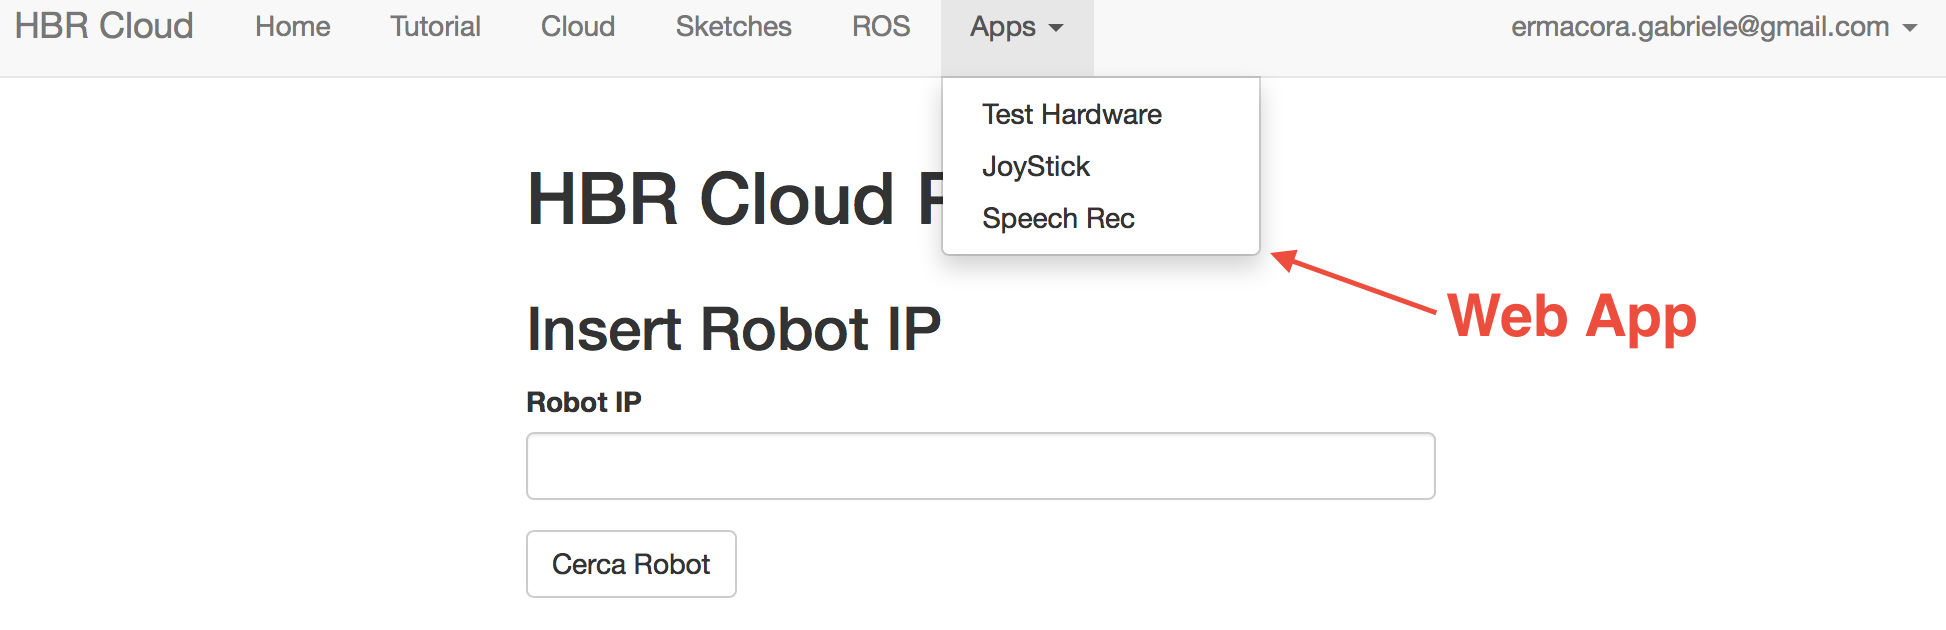 HBR Cloud Home Tutorial Cloud Sketches ROS Apps ermacora.gabriele@gmail.com
Test Hardware
JoyStick
Speech Rec
HBR Cloud
Web App
Insert Robot IP
Robot IP
Cerca Robot